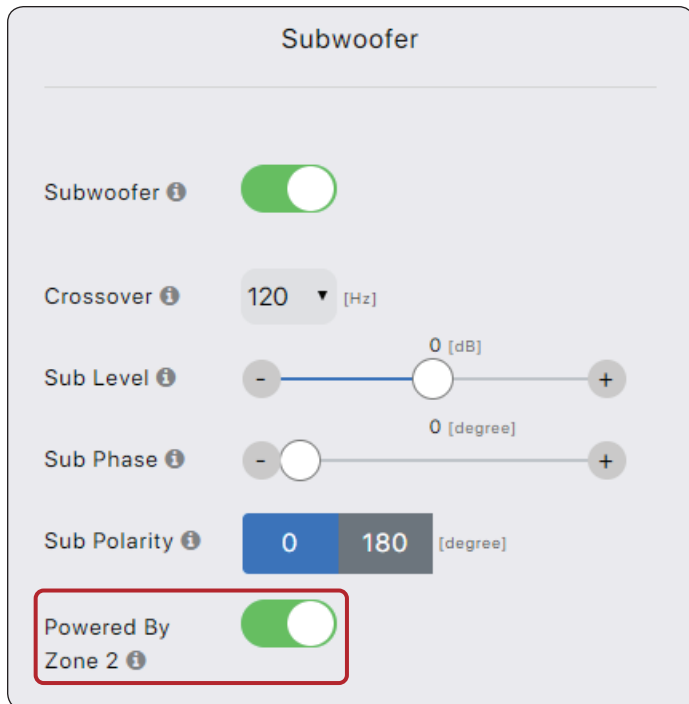 Subwoofer
Subwoofer
Crossover 120 [Hz]
0 [dB]
Sub Level - +
0 [degree]
Sub Phase - +
Sub Polarity 0 180 [degree]
Powered By
Zone 2